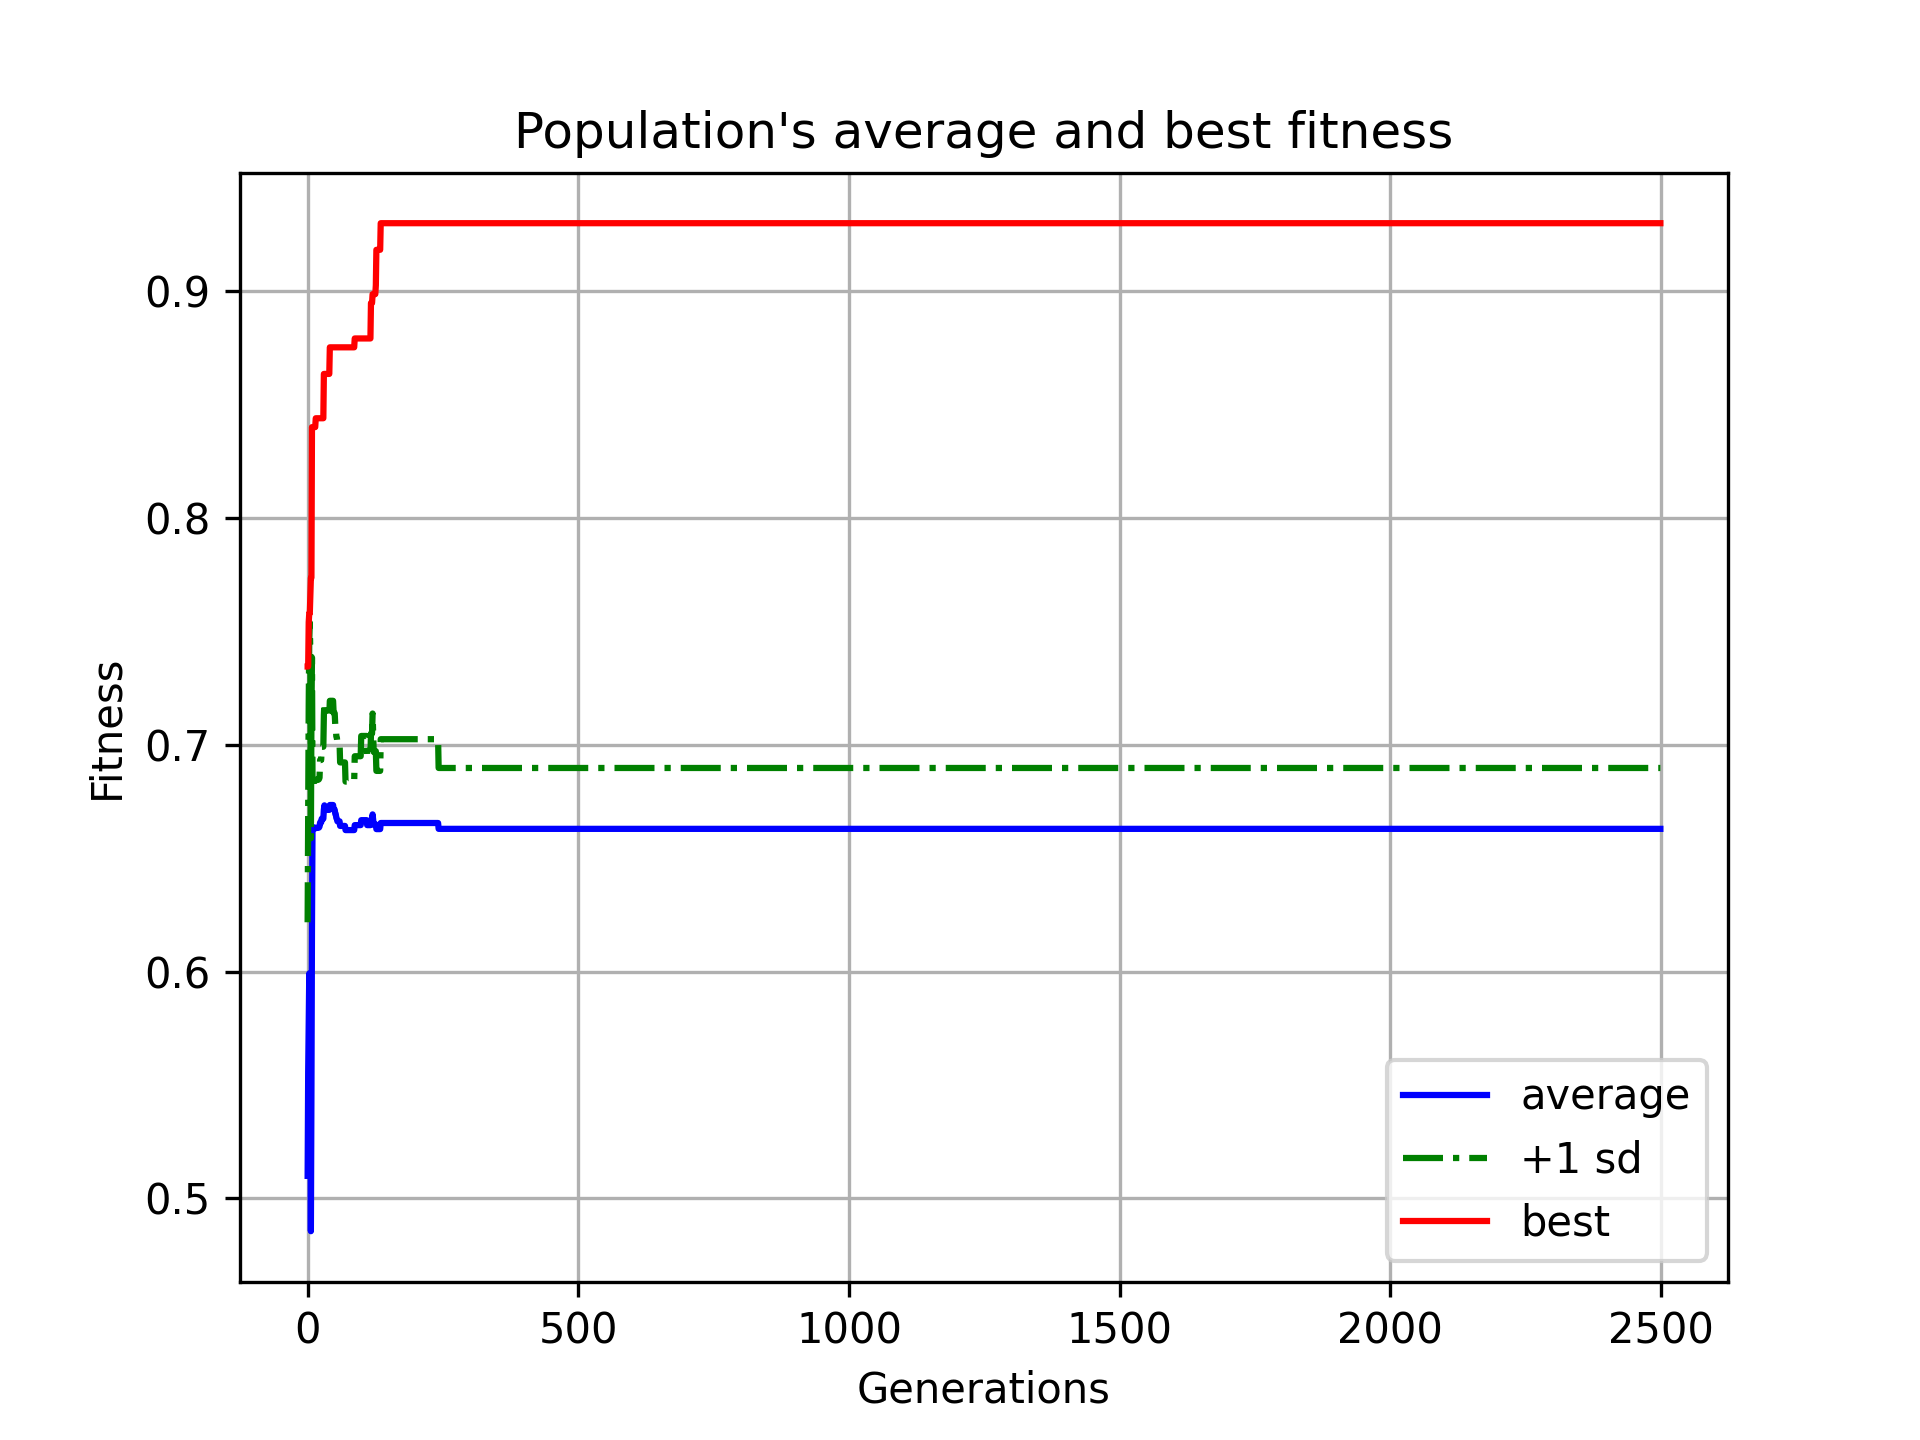 Population's average and best fitness
Fitness
0.9
0.8
0.7
0.6
0.5
0 500 1000 1500 2000 2500
Generations
average
+1 sd
best